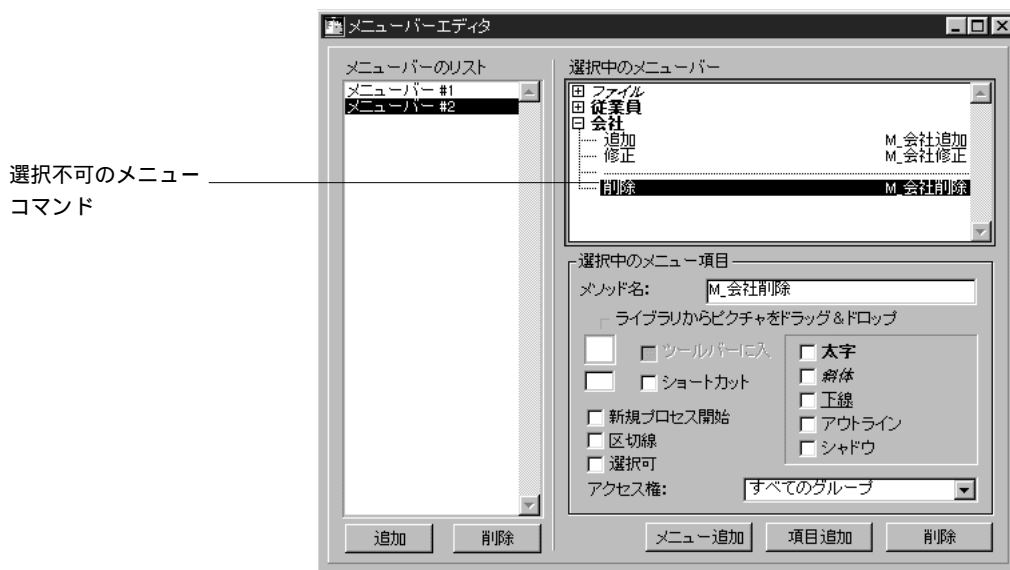 メニューバーエディタ
メニューバーのリスト
メニューバー #1
メニューバー #2
追加
削除
選択中のメニューバー
ファイル
従業員
会社
追加 M_会社追加
修正 M_会社修正
削除 M_会社削除
選択不可のメニュー
コマンド
選択中のメニュー項目
メソッド名: M_会社削除
ライブラリからピクチャをドラッグ&ドロップ
ツールバーに入
ショートカット
新規プロセス開始
区切線
選択可
太字
斜体
下線
アウトライン
シャドウ
アクセス権: すべてのグループ
メニュー追加
項目追加
削除